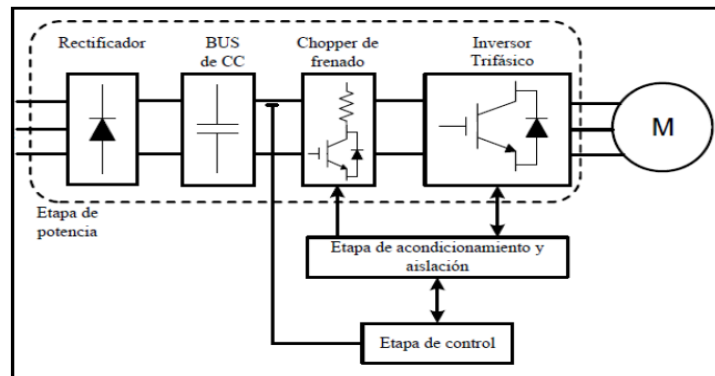 Rectificador
BUS
de CC
Chopper de
frenado
Inversor
Trifásico
M
Etapa de
potencia
Etapa de acondicionamiento y
aislación
Etapa de control